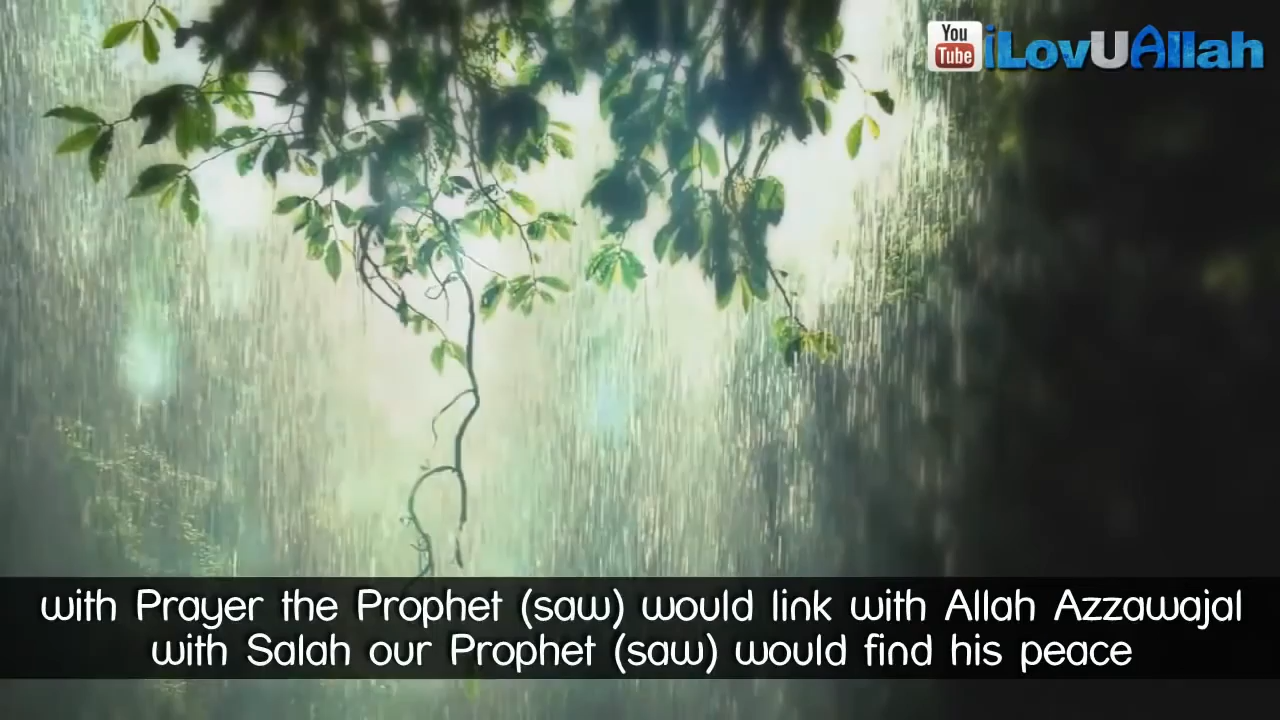 You
Tube
iLovUAllah
with Prayer the Prophet (saw) would link with Allah Azzawajal
with Salah our Prophet (saw) would find his peace